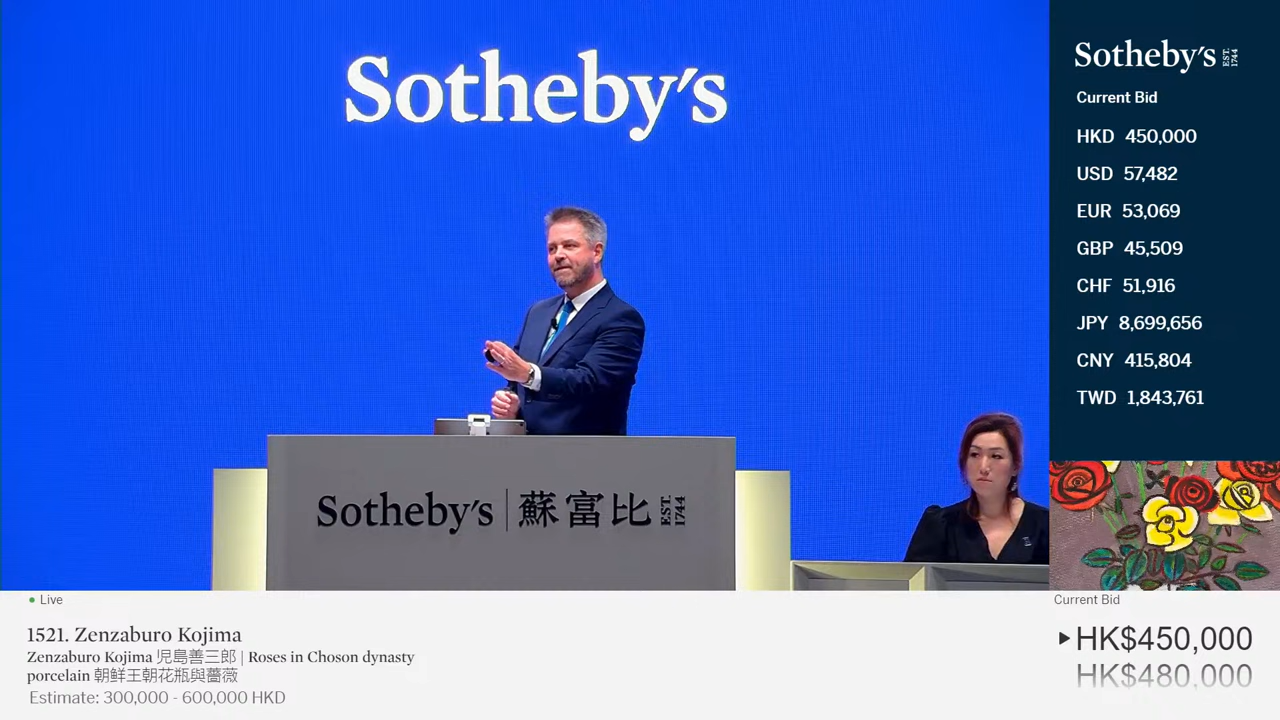 Sotheby's
Sotheby's EST. 1744
Current Bid
HKD 450,000
USD 57,482
EUR 53,069
GBP 45,509
CHF 51,916
JPY 8,699,656
CNY 415,804
TWD 1,843,761
Sotheby's | 蘇富比 EST. 1744
Live
1521. Zenzaburo Kojima
Zenzaburo Kojima 児島善三郎 | Roses in Choson dynasty
porcelain 朝鮮王朝花瓶與薔薇
Estimate: 300,000 - 600,000 HKD
Current Bid
HK$450,000
HK$480,000